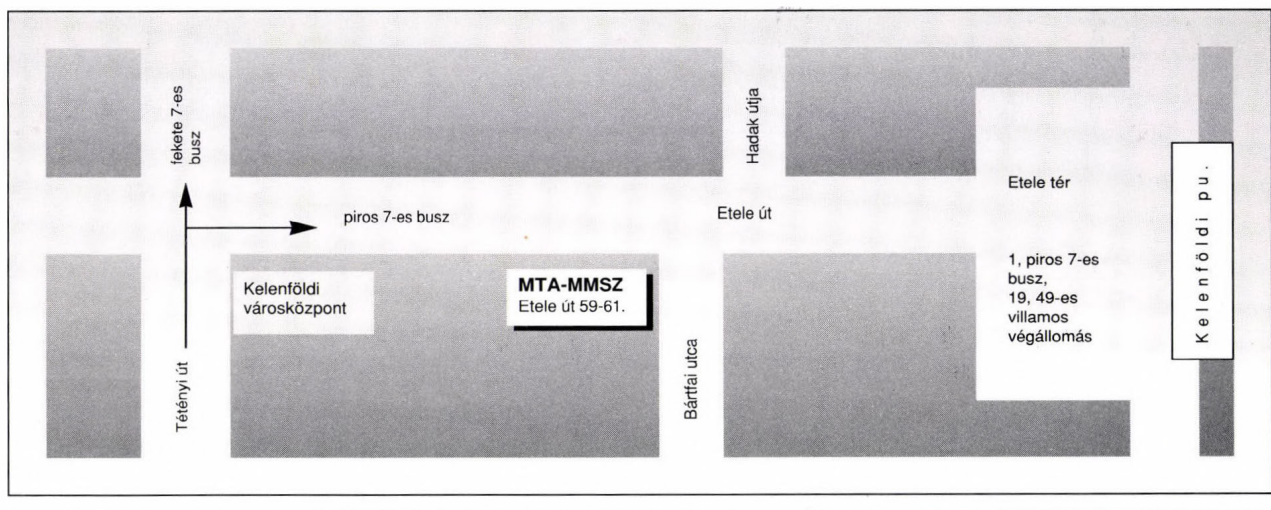 fekete 7-es
busz
Hadak útja
Etele tér
Kelenföldi pu.
piros 7-es busz
Etele út
Kelenföldi
városközpont
MTA-MMSZ
Etele út 59-61.
1, piros 7-es
busz,
19, 49-es
villamos
végállomás
Tétényi út
Bártfai utca